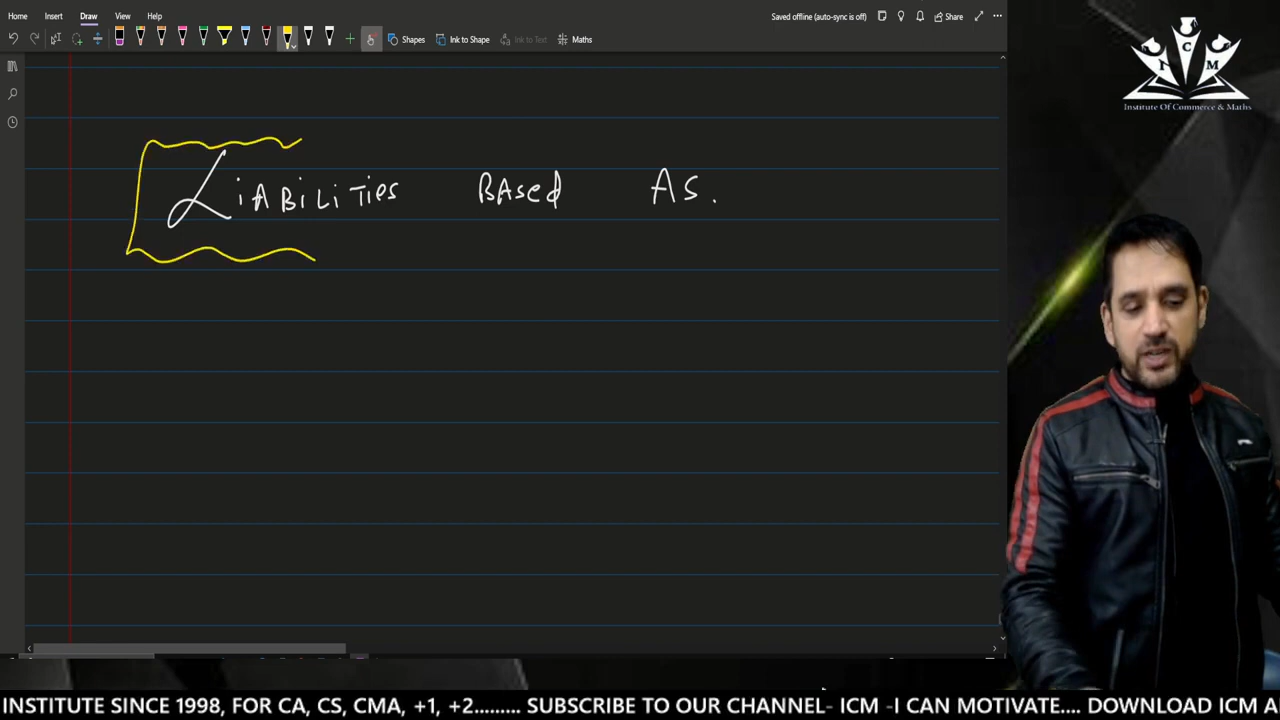 Home Insert Draw View Help
Saved offline (auto-sync is off) Share
Shapes Ink to Shape Ink to Text Maths
I C M
Institute Of Commerce & Maths
LiABiLiTies BAsed AS.
INSTITUTE SINCE 1998, FOR CA, CS, CMA, +1, +2......... SUBSCRIBE TO OUR CHANNEL- ICM -I CAN MOTIVATE.... DOWNLOAD ICM A